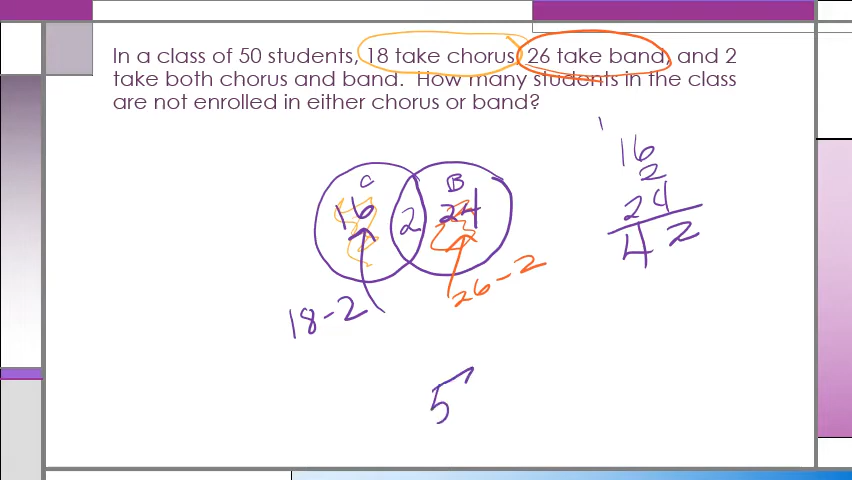 In a class of 50 students, 18 take chorus, 26 take band, and 2
take both chorus and band.  How many students in the class
are not enrolled in either chorus or band?
1
16
2
24
42
C
B
16
2
24
18-2
26-2
5